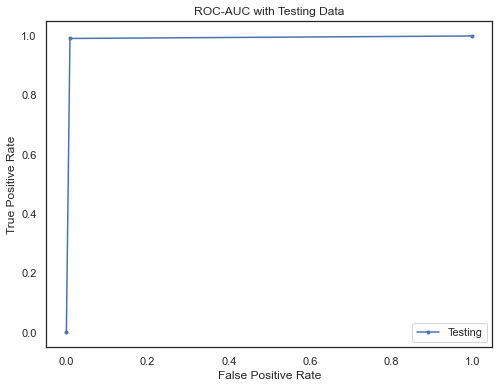 ROC-AUC with Testing Data
1.0
0.8
0.6
0.4
0.2
0.0
True Positive Rate
Testing
0.0 0.2 0.4 0.6 0.8 1.0
False Positive Rate